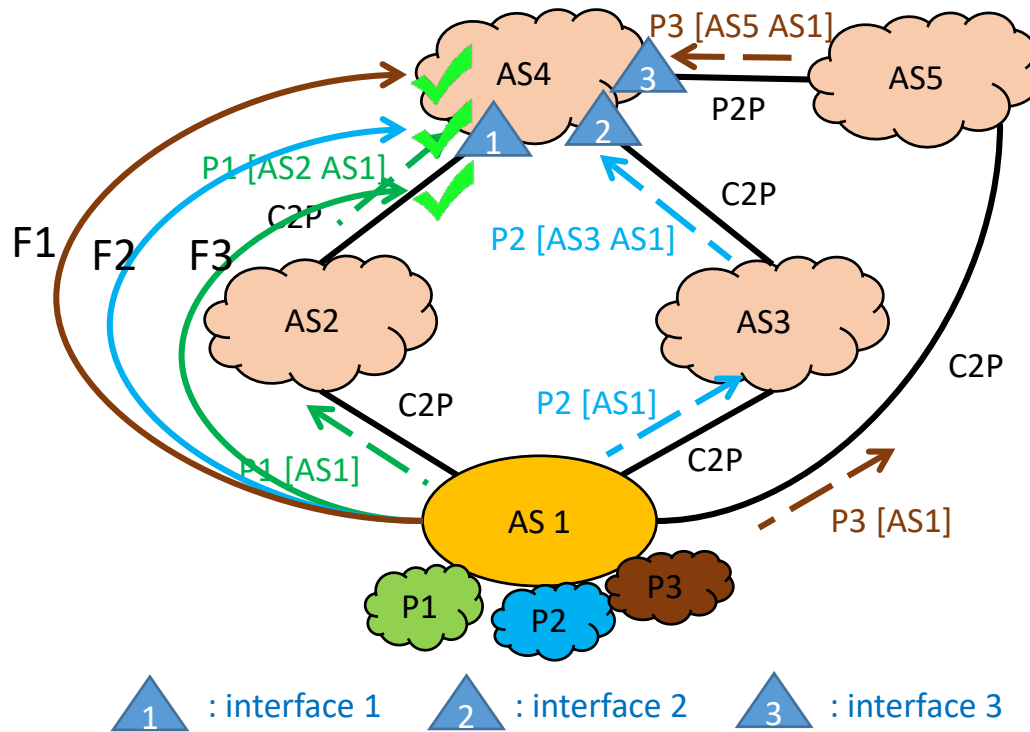 P3 [AS5 AS1]
AS4
3
AS5
P2P
1
2
P1 [AS2 AS1]
C2P
C2P
F1
F2
F3
P2 [AS3 AS1]
AS2
AS3
C2P
C2P
P2 [AS1]
P1 [AS1]
C2P
AS 1
P3 [AS1]
P1
P2
P3
1 : interface 1
2 : interface 2
3 : interface 3